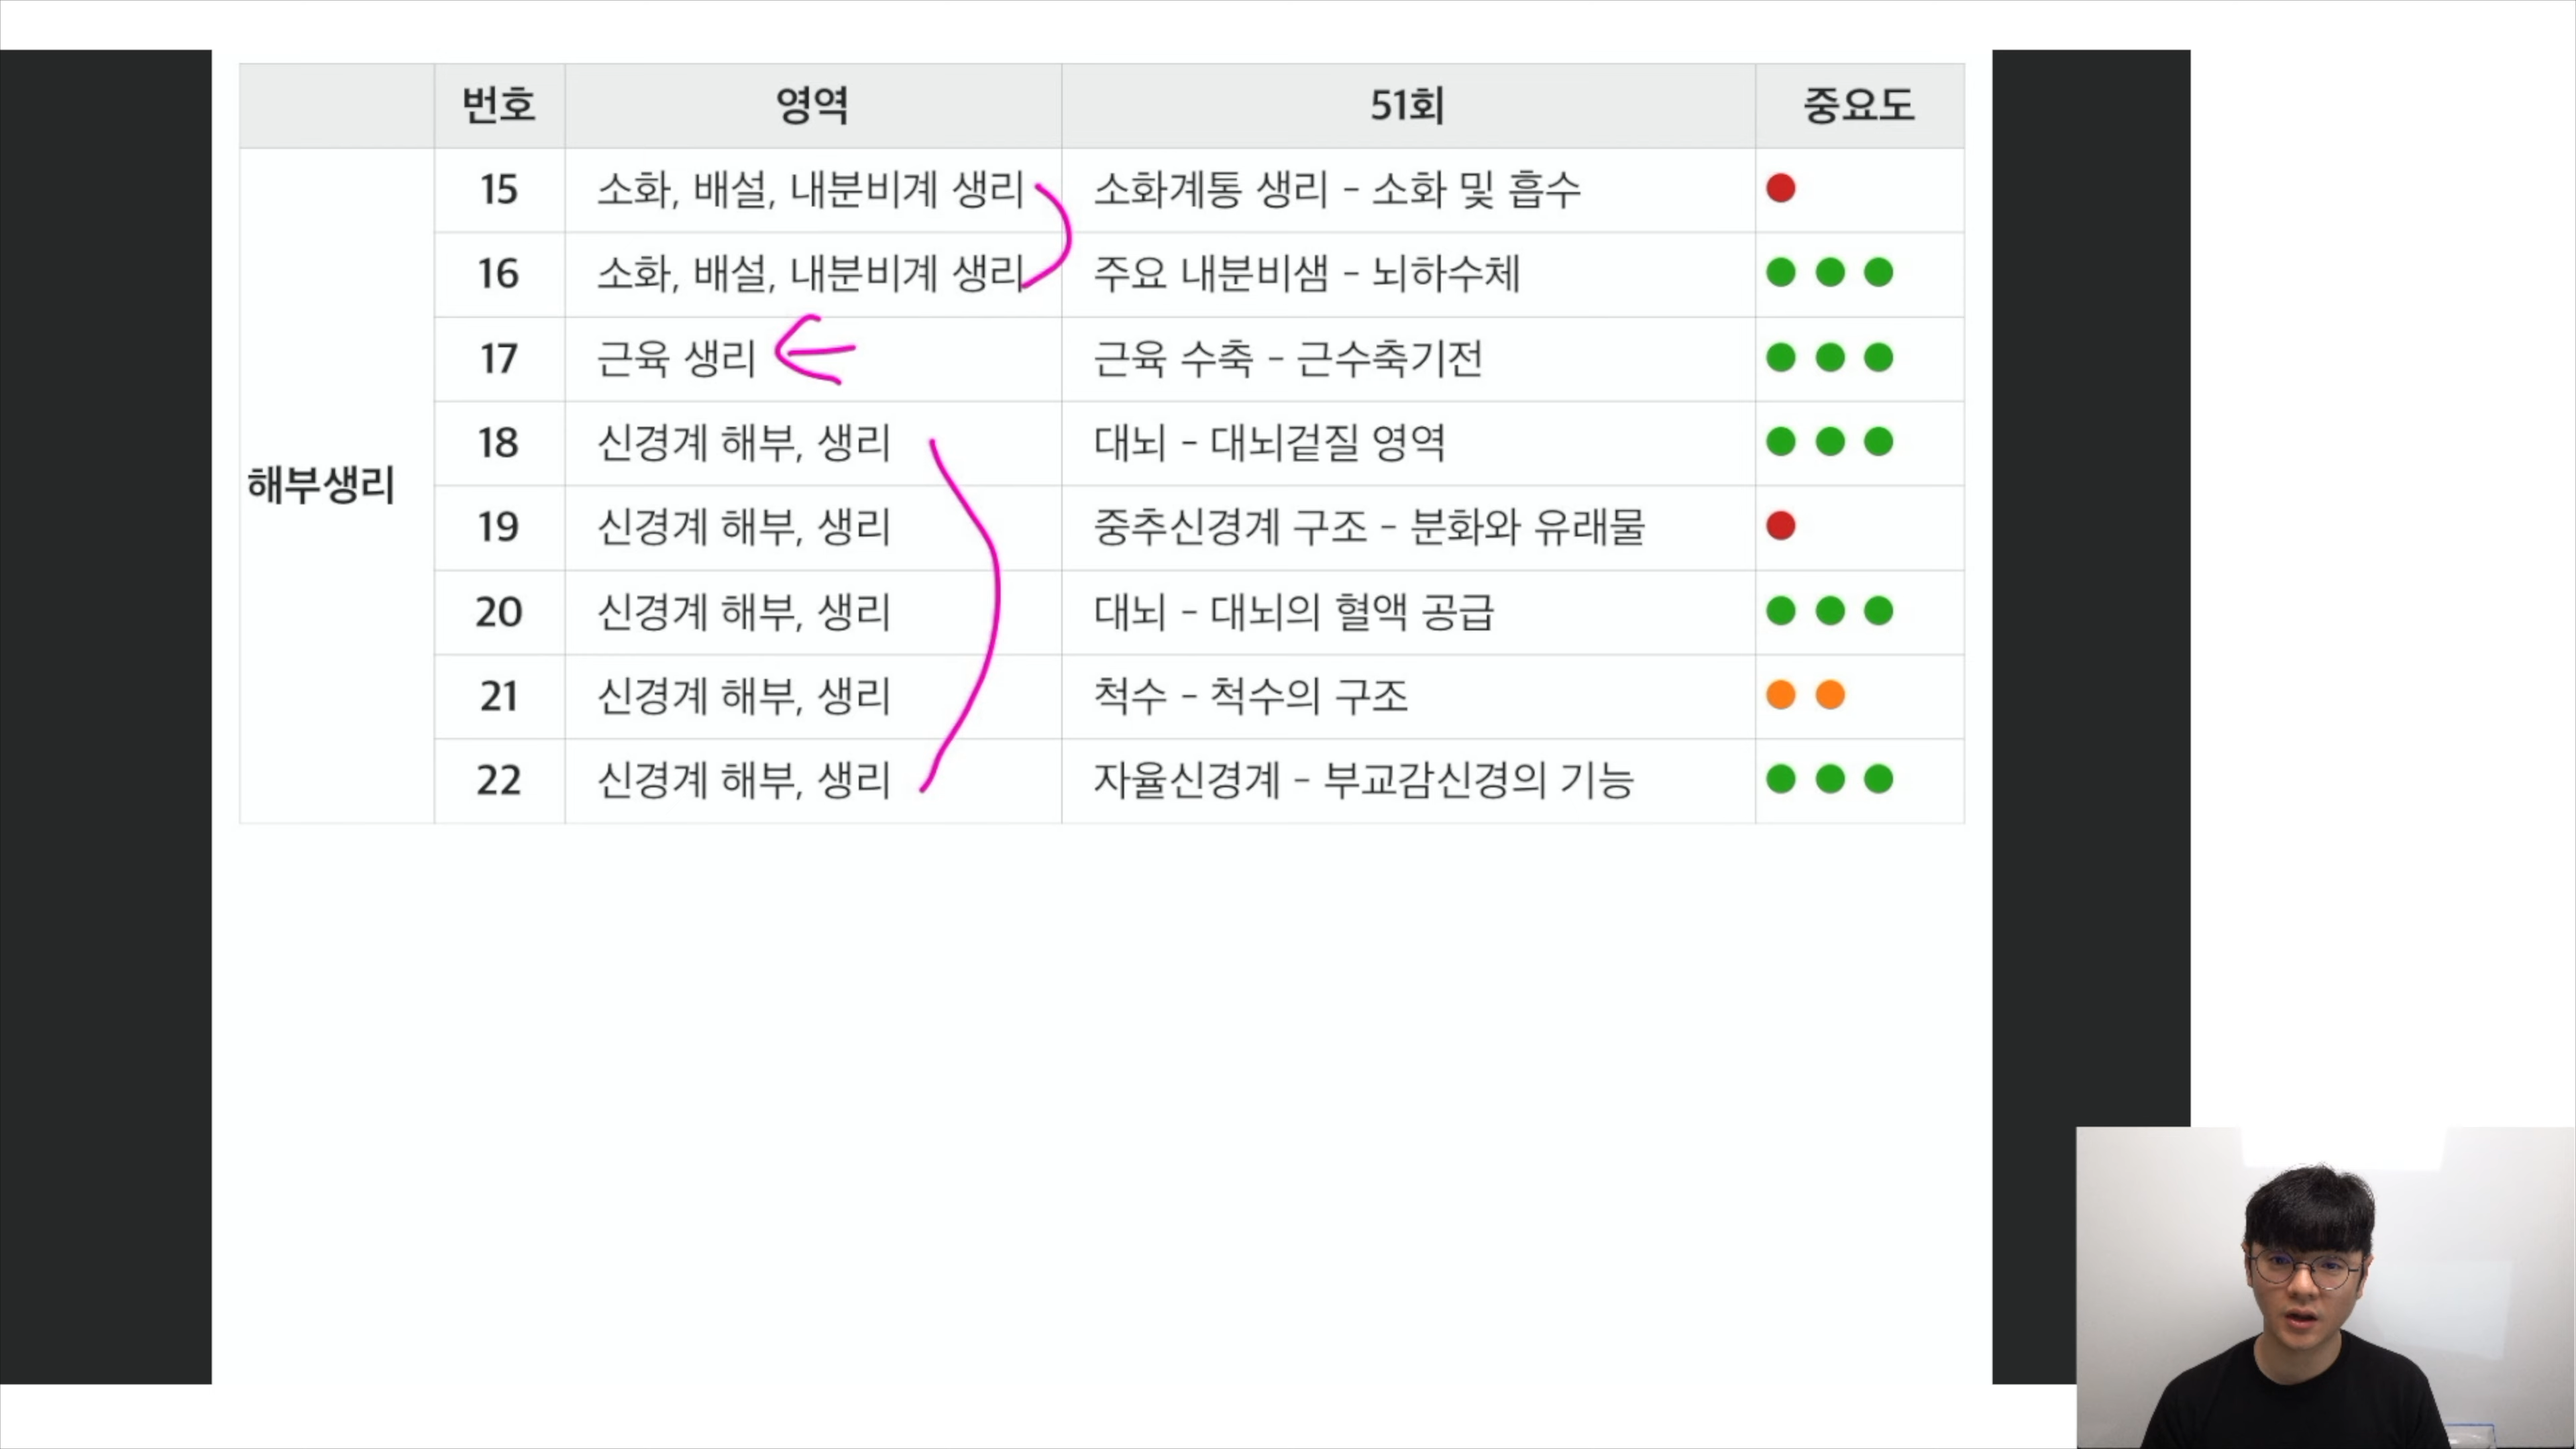 번호 영역 51회 중요도
해부생리
15 소화, 배설, 내분비계 생리 소화계통 생리 - 소화 및 흡수
16 소화, 배설, 내분비계 생리 주요 내분비샘 - 뇌하수체
17 근육 생리 근육 수축 - 근수축기전
18 신경계 해부, 생리 대뇌 - 대뇌겉질 영역
19 신경계 해부, 생리 중추신경계 구조 - 분화와 유래물
20 신경계 해부, 생리 대뇌 - 대뇌의 혈액 공급
21 신경계 해부, 생리 척수 - 척수의 구조
22 신경계 해부, 생리 자율신경계 - 부교감신경의 기능